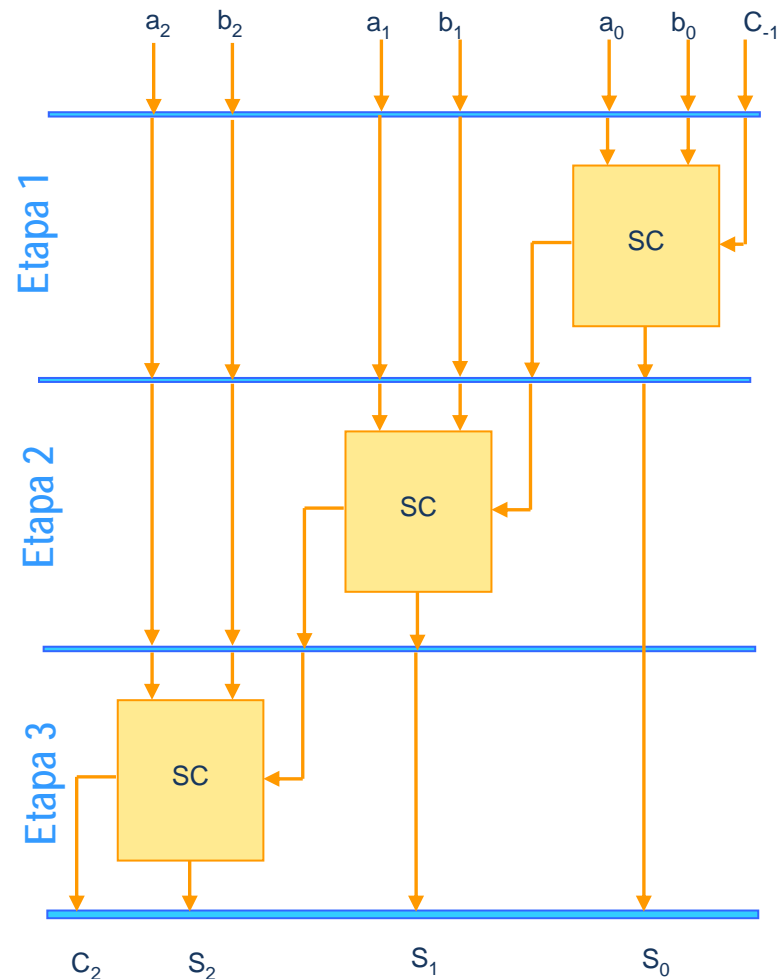 a₂ b₂ a₁ b₁ a₀ b₀ C₋₁
Etapa 1
SC
Etapa 2
SC
Etapa 3
SC
C₂ S₂ S₁ S₀